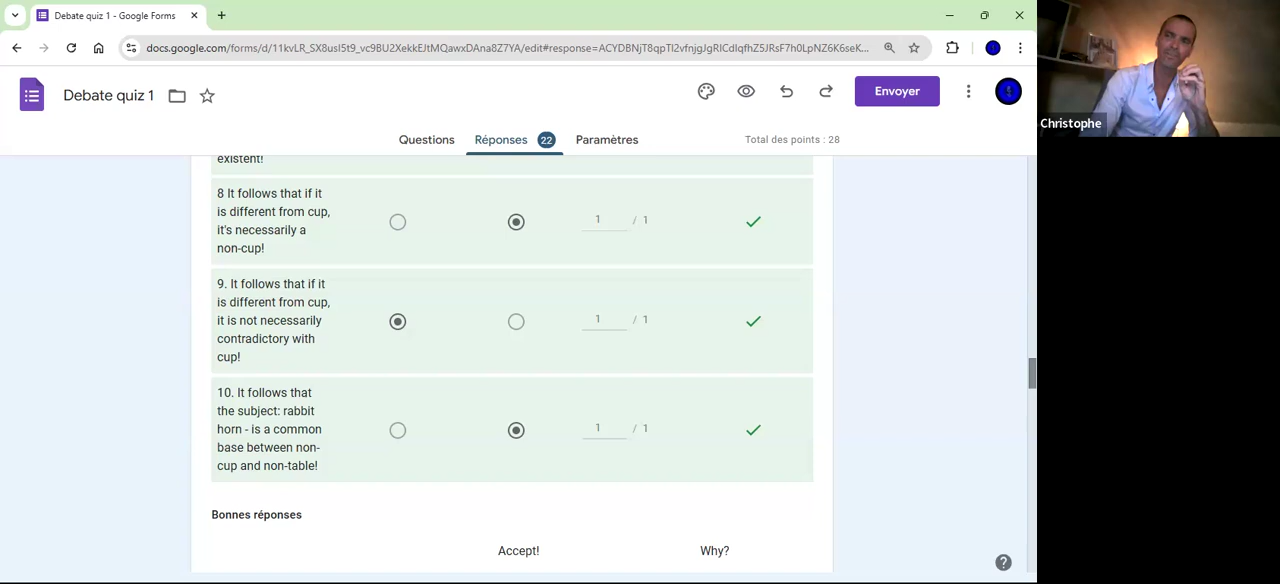 Debate quiz 1 - Google Forms
docs.google.com/forms/d/11kvLR_SX8usI5t9_vc9BU2XekkEJtMQawxDAna8Z7YA/edit#response=ACYDBNjT8qpTl2vfnjgJgRICdIqfhZ5JRsF7h0LpNZ6K6seK...
Debate quiz 1
Envoyer
Questions
Réponses 22
Paramètres
Total des points : 28
existent!
8 It follows that if it
is different from cup,
it's necessarily a
non-cup!
1 / 1
9. It follows that if it
is different from cup,
it is not necessarily
contradictory with
cup!
1 / 1
10. It follows that
the subject: rabbit
horn - is a common
base between non-
cup and non-table!
1 / 1
Bonnes réponses
Accept!
Why?
Christophe